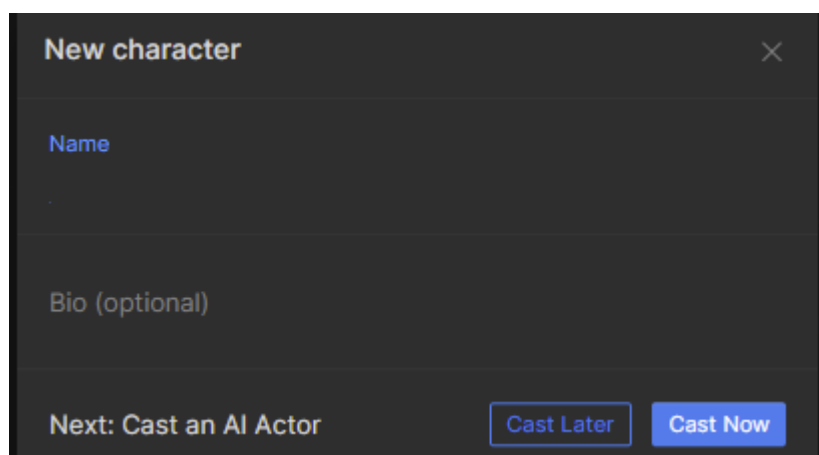 New character
Name
Bio (optional)
Next: Cast an AI Actor
Cast Later
Cast Now